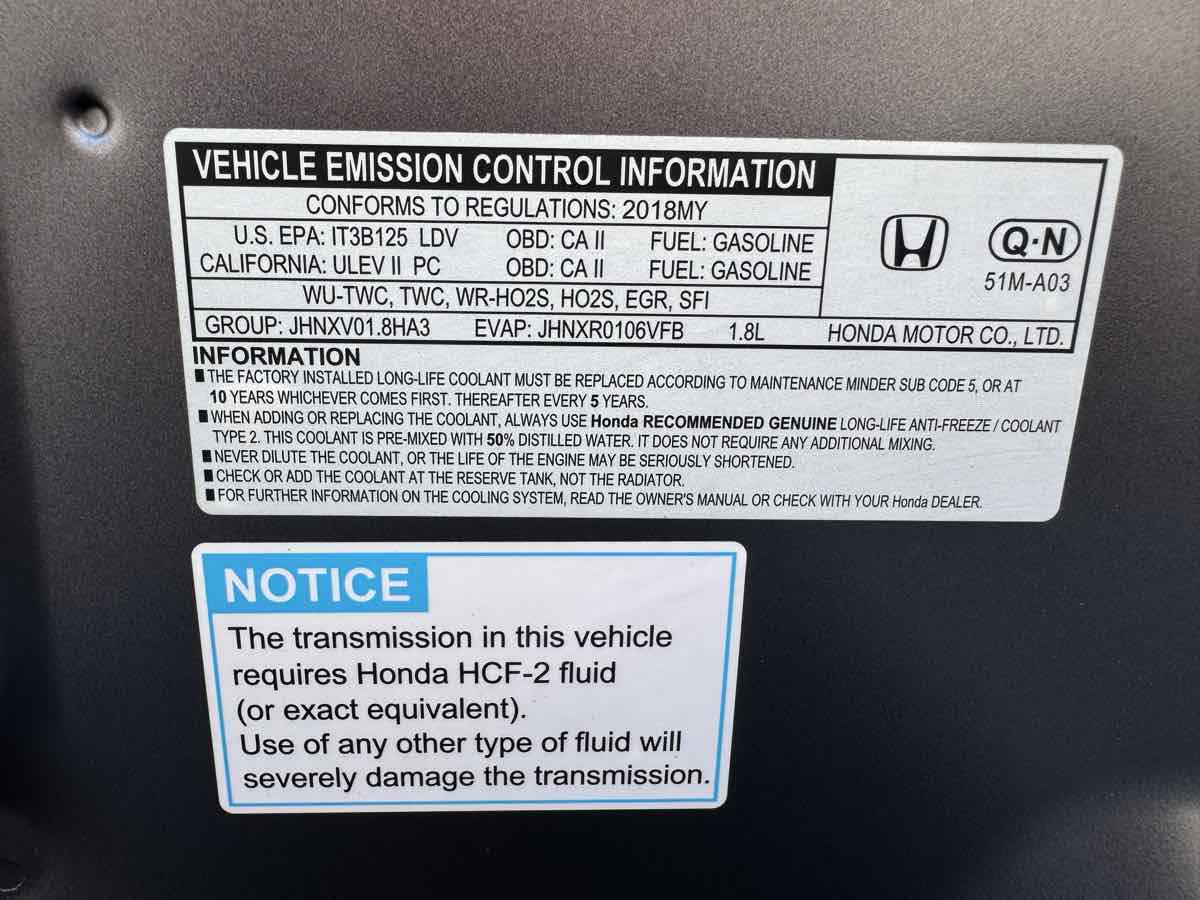 VEHICLE EMISSION CONTROL INFORMATION
CONFORMS TO REGULATIONS: 2018MY
U.S. EPA: IT3B125 LDV OBD: CA II FUEL: GASOLINE
CALIFORNIA: ULEV II PC OBD: CA II FUEL: GASOLINE
WU-TWC, TWC, WR-HO2S, HO2S, EGR, SFI
Q·N
51M-A03
GROUP: JHNXV01.8HA3 EVAP: JHNXR0106VFB 1.8L HONDA MOTOR CO., LTD.
INFORMATION
■ THE FACTORY INSTALLED LONG-LIFE COOLANT MUST BE REPLACED ACCORDING TO MAINTENANCE MINDER SUB CODE 5, OR AT
10 YEARS WHICHEVER COMES FIRST. THEREAFTER EVERY 5 YEARS.
■ WHEN ADDING OR REPLACING THE COOLANT, ALWAYS USE Honda RECOMMENDED GENUINE LONG-LIFE ANTI-FREEZE / COOLANT
TYPE 2. THIS COOLANT IS PRE-MIXED WITH 50% DISTILLED WATER. IT DOES NOT REQUIRE ANY ADDITIONAL MIXING.
■ NEVER DILUTE THE COOLANT, OR THE LIFE OF THE ENGINE MAY BE SERIOUSLY SHORTENED.
■ CHECK OR ADD THE COOLANT AT THE RESERVE TANK, NOT THE RADIATOR.
■ FOR FURTHER INFORMATION ON THE COOLING SYSTEM, READ THE OWNER'S MANUAL OR CHECK WITH YOUR Honda DEALER.
NOTICE
The transmission in this vehicle
requires Honda HCF-2 fluid
(or exact equivalent).
Use of any other type of fluid will
severely damage the transmission.